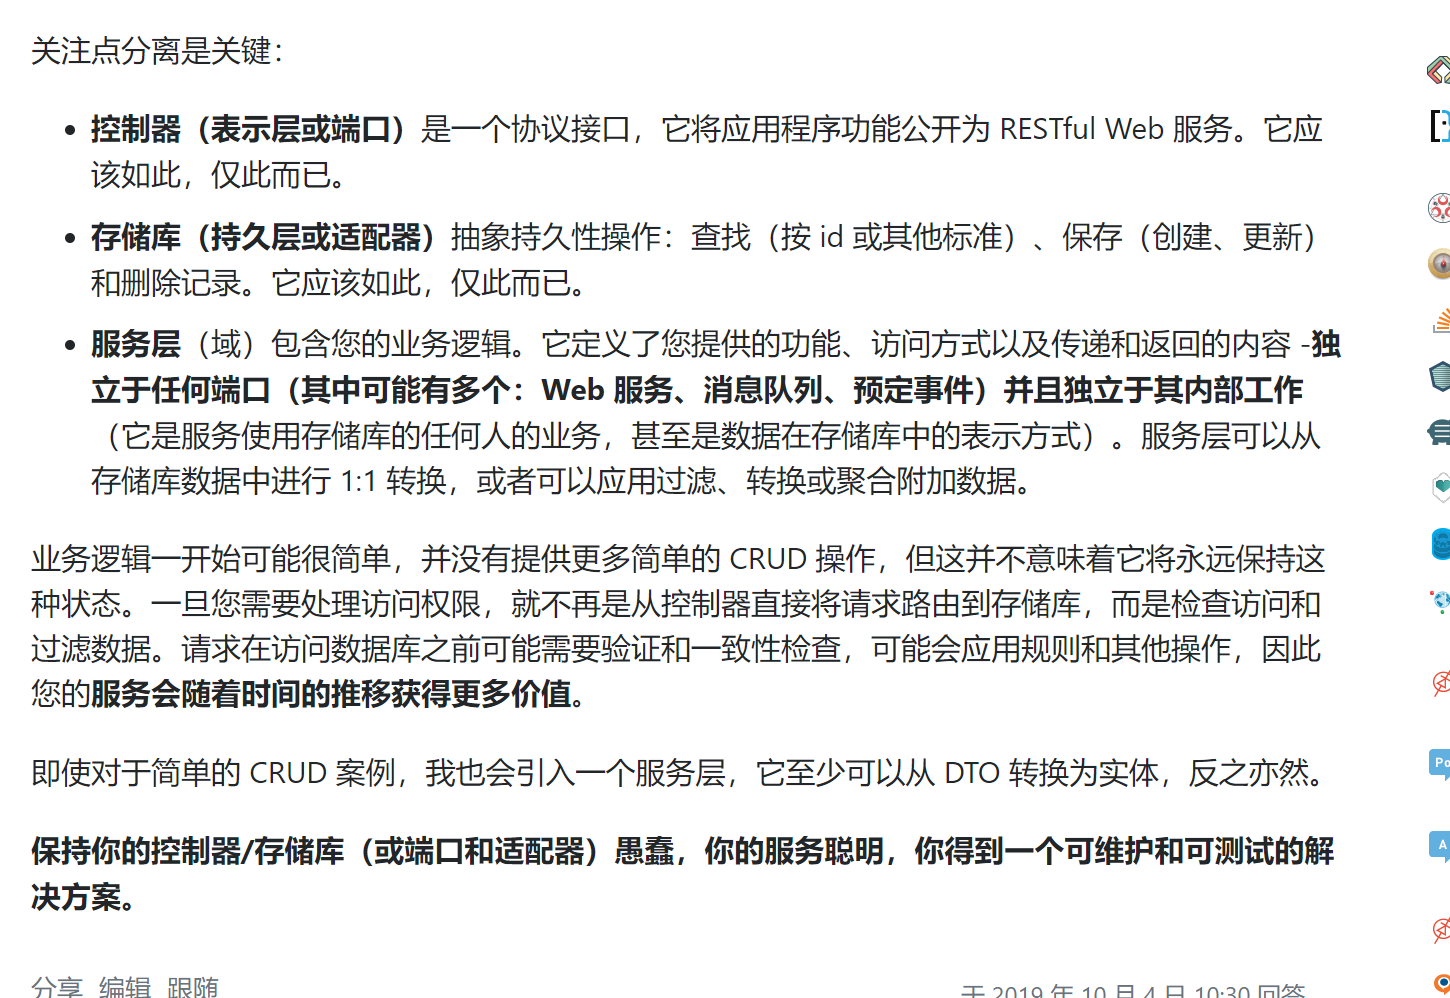 关注点分离是关键：
控制器（表示层或端口）是一个协议接口，它将应用程序功能公开为 RESTful Web 服务。它应
该如此，仅此而已。
存储库（持久层或适配器）抽象持久性操作：查找（按 id 或其他标准）、保存（创建、更新）
和删除记录。它应该如此，仅此而已。
服务层（域）包含您的业务逻辑。它定义了您提供的功能、访问方式以及传递和返回的内容 -独
立于任何端口（其中可能有多个：Web 服务、消息队列、预定事件）并且独立于其内部工作
（它是服务使用存储库的任何人的业务，甚至是数据在存储库中的表示方式）。服务层可以从
存储库数据中进行 1:1 转换，或者可以应用过滤、转换或聚合附加数据。
业务逻辑一开始可能很简单，并没有提供更多简单的 CRUD 操作，但这并不意味着它将永远保持这
种状态。一旦您需要处理访问权限，就不再是从控制器直接将请求路由到存储库，而是检查访问和
过滤数据。请求在访问数据库之前可能需要验证和一致性检查，可能会应用规则和其他操作，因此
您的服务会随着时间的推移获得更多价值。
即使对于简单的 CRUD 案例，我也会引入一个服务层，它至少可以从 DTO 转换为实体，反之亦然。
保持你的控制器/存储库（或端口和适配器）愚蠢，你的服务聪明，你得到一个可维护和可测试的解
决方案。
分享 编辑 跟随
于 2019 年 10 月 4 日 10:30 回答
Po
A